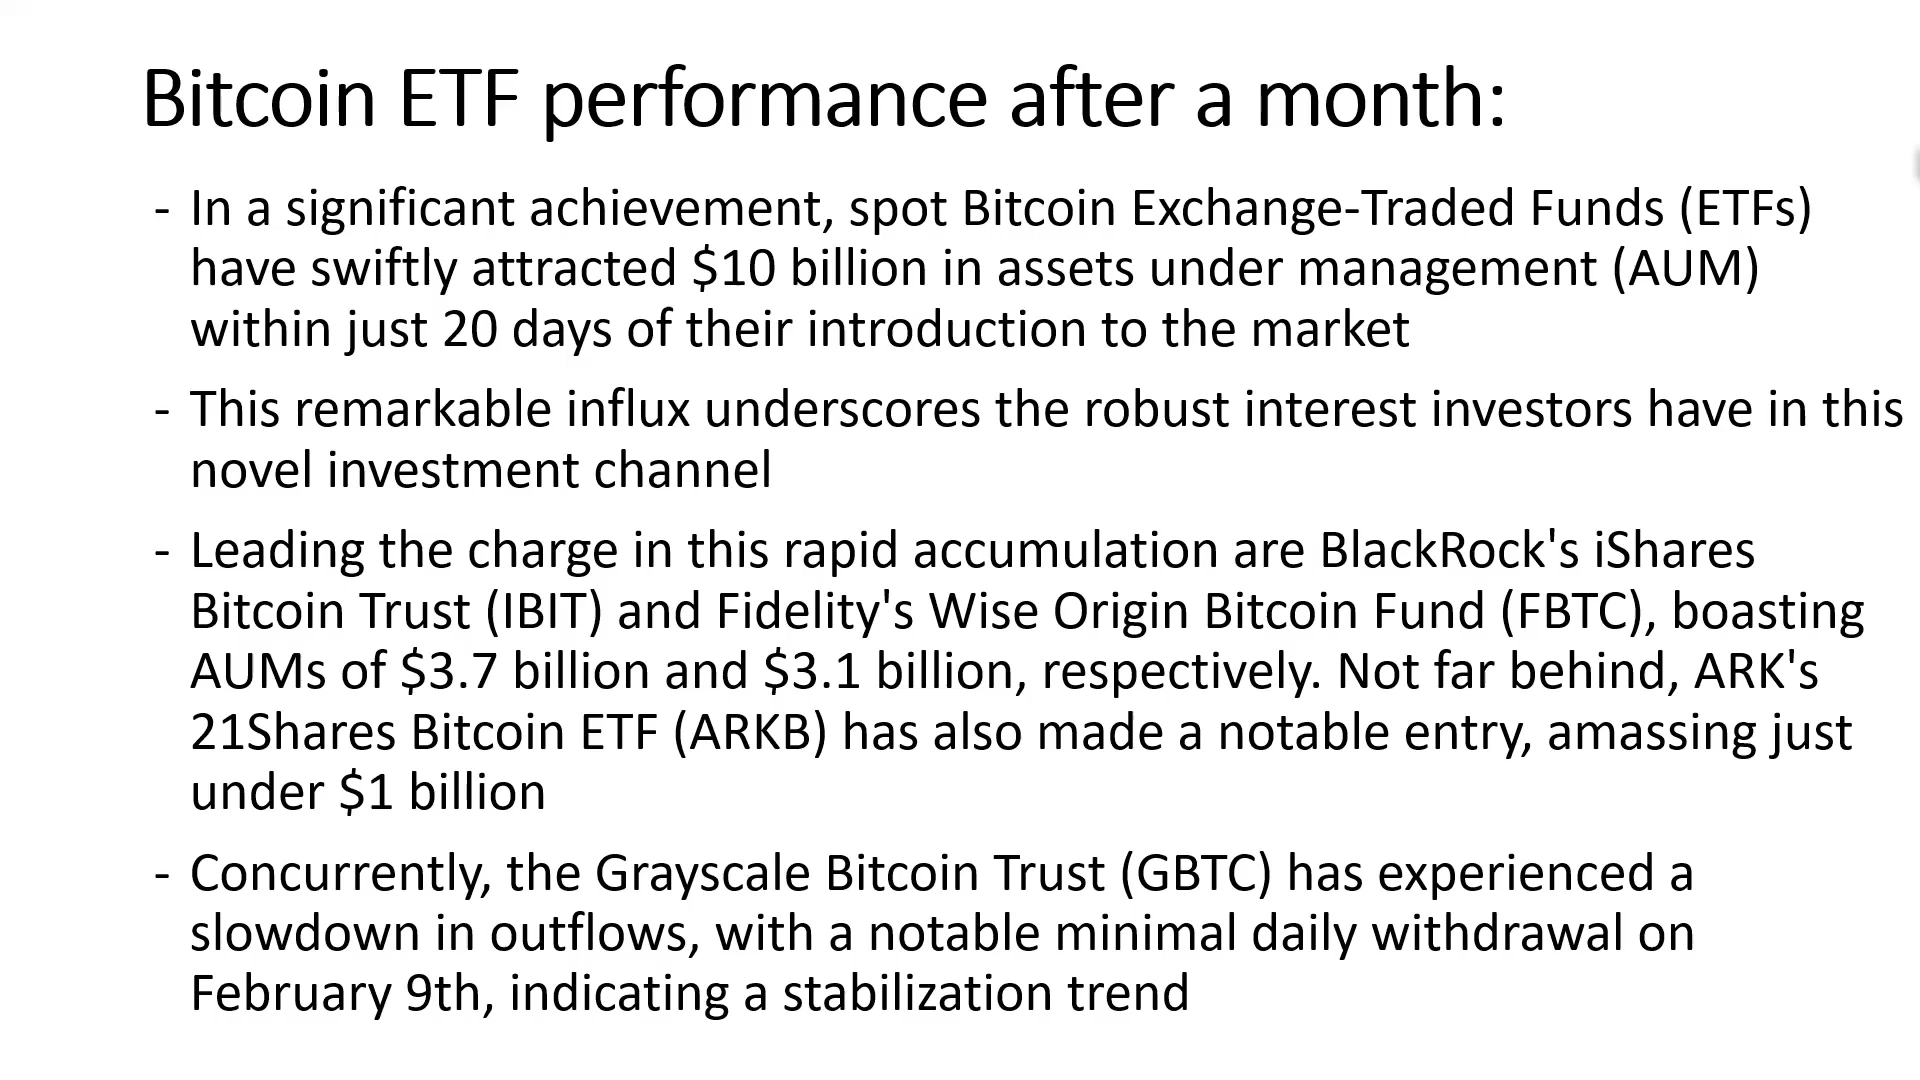 Bitcoin ETF performance after a month:
- In a significant achievement, spot Bitcoin Exchange-Traded Funds (ETFs)
have swiftly attracted $10 billion in assets under management (AUM)
within just 20 days of their introduction to the market
- This remarkable influx underscores the robust interest investors have in this
novel investment channel
- Leading the charge in this rapid accumulation are BlackRock's iShares
Bitcoin Trust (IBIT) and Fidelity's Wise Origin Bitcoin Fund (FBTC), boasting
AUMs of $3.7 billion and $3.1 billion, respectively. Not far behind, ARK's
21Shares Bitcoin ETF (ARKB) has also made a notable entry, amassing just
under $1 billion
- Concurrently, the Grayscale Bitcoin Trust (GBTC) has experienced a
slowdown in outflows, with a notable minimal daily withdrawal on
February 9th, indicating a stabilization trend